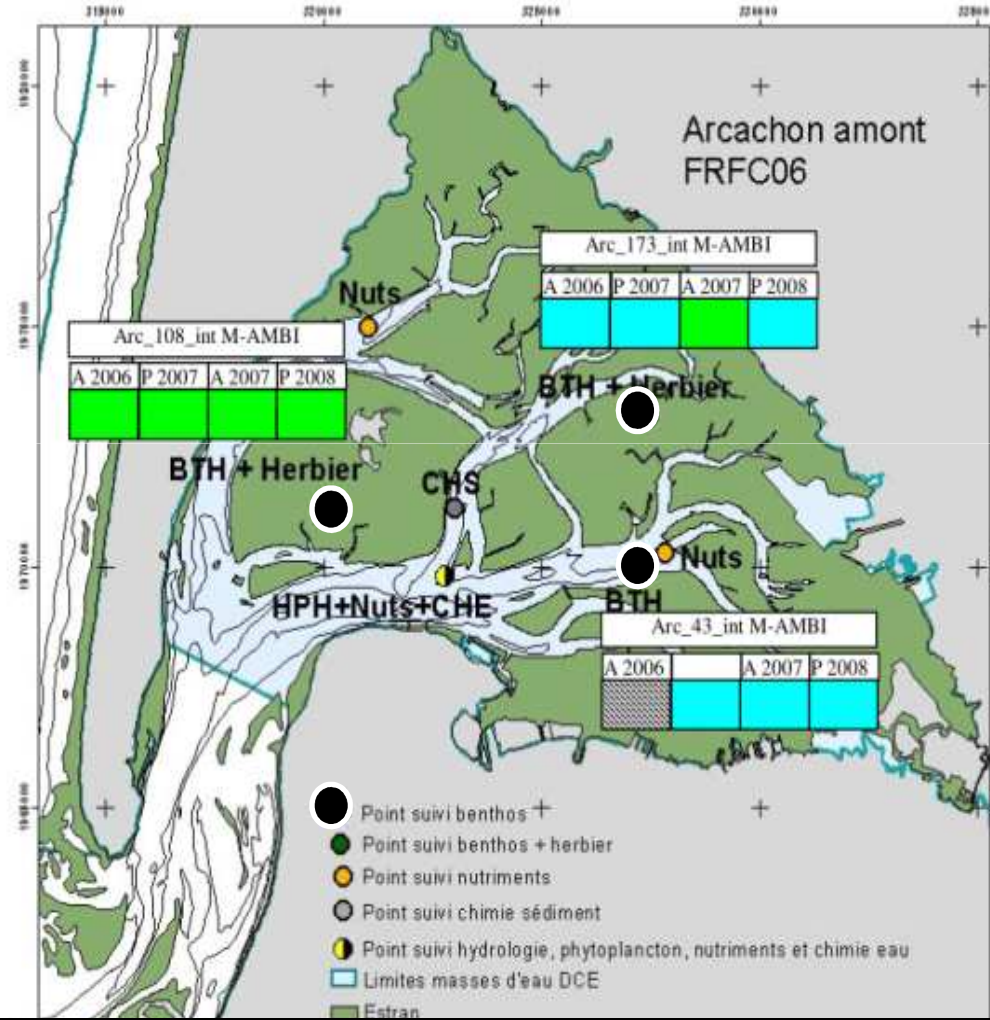 Arcachon amont
FRFC06
Arc_173_int M-AMBI
A 2006 P 2007 A 2007 P 2008
Nuts
Arc_108_int M-AMBI
A 2006 P 2007 A 2007 P 2008
BTH + Herbier
BTH + Herbier
CHS
Nuts
HPH+Nuts+CHE
BTH
Arc_43_int M-AMBI
A 2006 A 2007 P 2008
Point suivi benthos
Point suivi benthos + herbier
Point suivi nutriments
Point suivi chimie sédiment
Point suivi hydrologie, phytoplancton, nutriments et chimie eau
Limites masses d'eau DCE
Estran